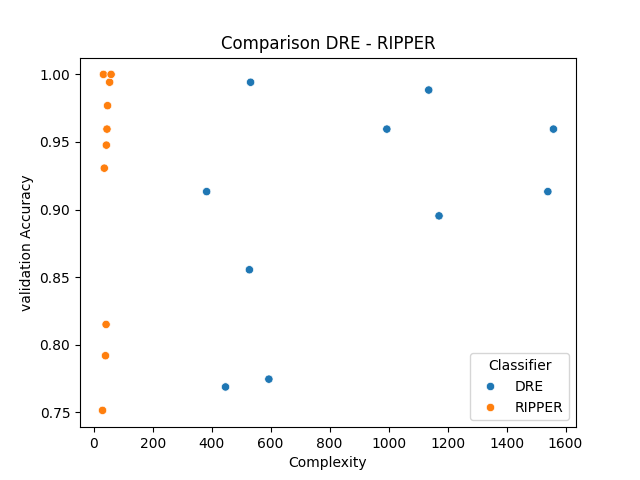 Comparison DRE - RIPPER
validation Accuracy
1.00
0.95
0.90
0.85
0.80
0.75
0
200
400
600
800
1000
1200
1400
1600
Complexity
Classifier
DRE
RIPPER